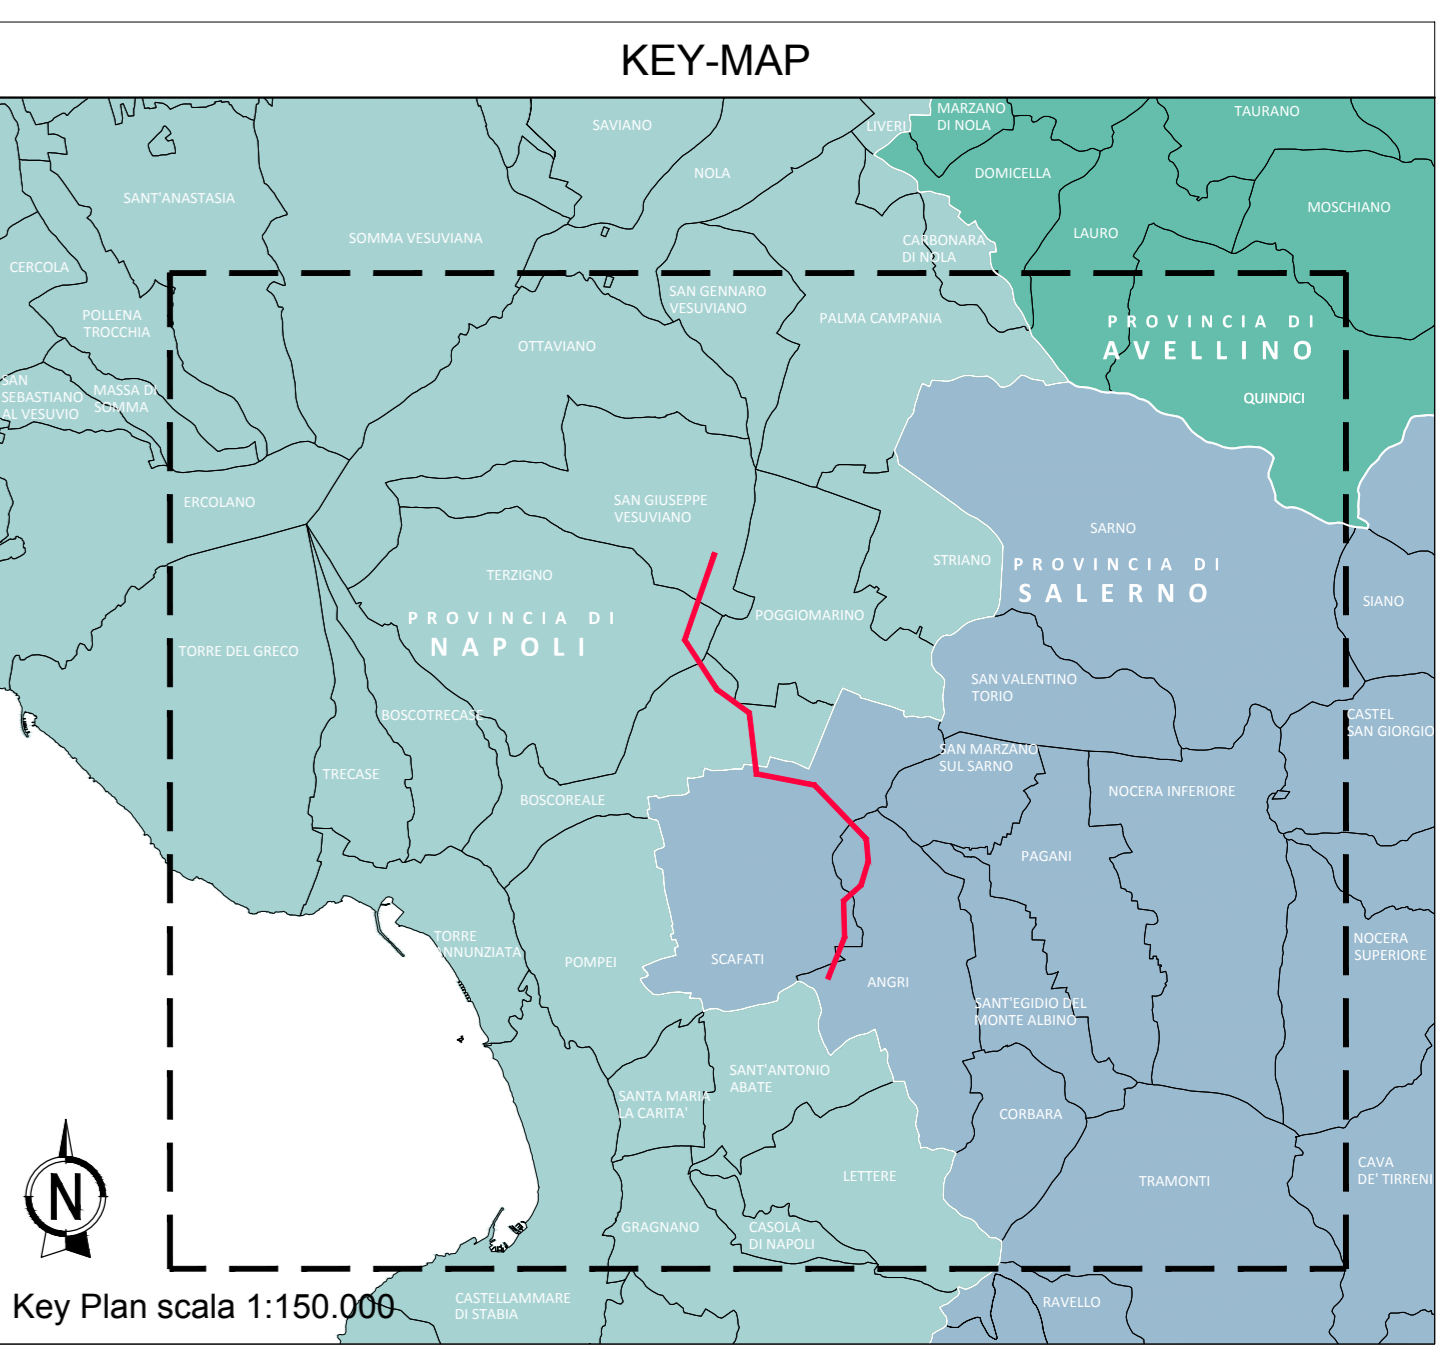 KEY-MAP
SAVIANO
LIVERI
MARZANO
DI NOLA
TAURANO
SANT'ANASTASIA
NOLA
DOMICELLA
MOSCHIANO
SOMMA VESUVIANA
CARBONARA
DI NOLA
LAURO
CERCOLA
POLLENA
TROCCHIA
SAN GENNARO
VESUVIANO
PALMA CAMPANIA
PROVINCIA DI
AVELLINO
OTTAVIANO
SAN
SEBASTIANO
AL VESUVIO
MASSA DI
SOMMA
QUINDICI
ERCOLANO
SAN GIUSEPPE
VESUVIANO
SARNO
STRIANO
PROVINCIA DI
SALERNO
TERZIGNO
PROVINCIA DI
NAPOLI
POGGIOMARINO
SIANO
TORRE DEL GRECO
SAN VALENTINO
TORIO
BOSCOTRECASE
CASTEL
SAN GIORGIO
SAN MARZANO
SUL SARNO
TRECASE
BOSCOREALE
NOCERA INFERIORE
PAGANI
TORRE
ANNUNZIATA
POMPEI
SCAFATI
ANGRI
NOCERA
SUPERIORE
SANT'EGIDIO DEL
MONTE ALBINO
SANT'ANTONIO
ABATE
SANTA MARIA
LA CARITA'
CORBARA
LETTERE
TRAMONTI
CAVA
DE' TIRRENI
N
GRAGNANO
CASOLA
DI NAPOLI
CASTELLAMMARE
DI STABIA
RAVELLO
Key Plan scala 1:150.000